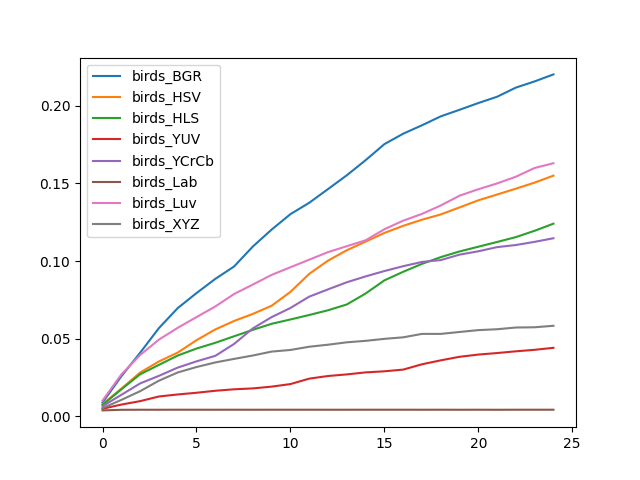 birds_BGR
birds_HSV
birds_HLS
birds_YUV
birds_YCrCb
birds_Lab
birds_Luv
birds_XYZ
0.20
0.15
0.10
0.05
0.00
0 5 10 15 20 25